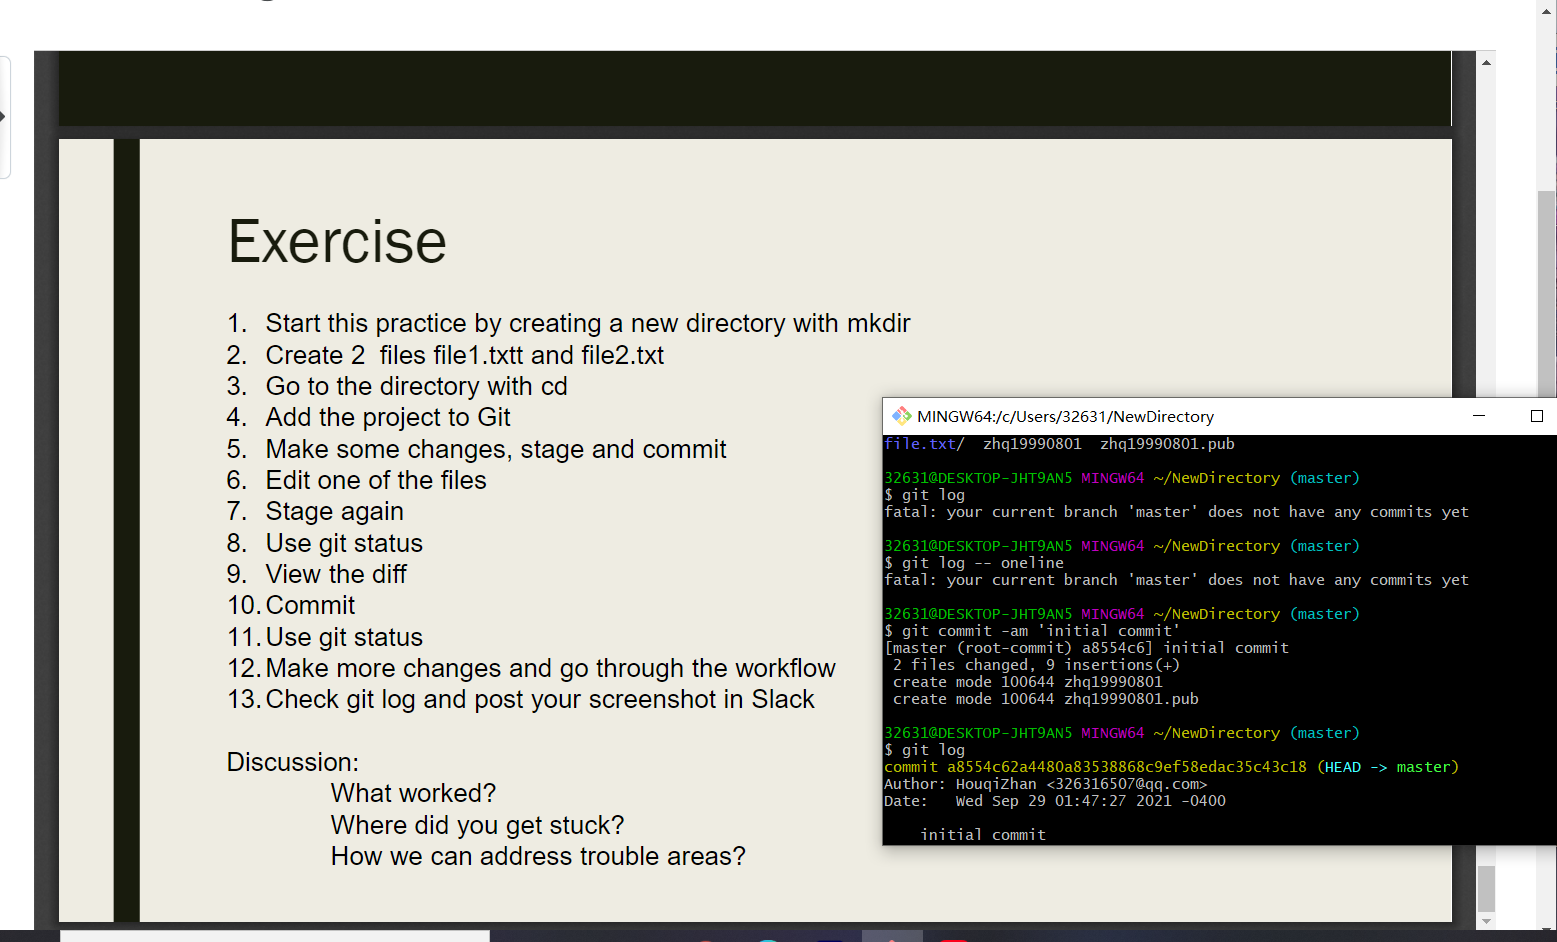 Exercise
1. Start this practice by creating a new directory with mkdir
2. Create 2 files file1.txtt and file2.txt
3. Go to the directory with cd
4. Add the project to Git
5. Make some changes, stage and commit
6. Edit one of the files
7. Stage again
8. Use git status
9. View the diff
10. Commit
11. Use git status
12. Make more changes and go through the workflow
13. Check git log and post your screenshot in Slack
Discussion:
What worked?
Where did you get stuck?
How we can address trouble areas?
MINGW64:/c/Users/32631/NewDirectory
file.txt/  zhq19990801  zhq19990801.pub
32631@DESKTOP-JHT9AN5 MINGW64 ~/NewDirectory (master)
$ git log
fatal: your current branch 'master' does not have any commits yet
32631@DESKTOP-JHT9AN5 MINGW64 ~/NewDirectory (master)
$ git log -- oneline
fatal: your current branch 'master' does not have any commits yet
32631@DESKTOP-JHT9AN5 MINGW64 ~/NewDirectory (master)
$ git commit -am 'initial commit'
[master (root-commit) a8554c6] initial commit
2 files changed, 9 insertions(+)
create mode 100644 zhq19990801
create mode 100644 zhq19990801.pub
32631@DESKTOP-JHT9AN5 MINGW64 ~/NewDirectory (master)
$ git log
commit a8554c62a4480a83538868c9ef58edac35c43c18 (HEAD -> master)
Author: HouqiZhan <326316507@qq.com>
Date:   Wed Sep 29 01:47:27 2021 -0400
initial commit